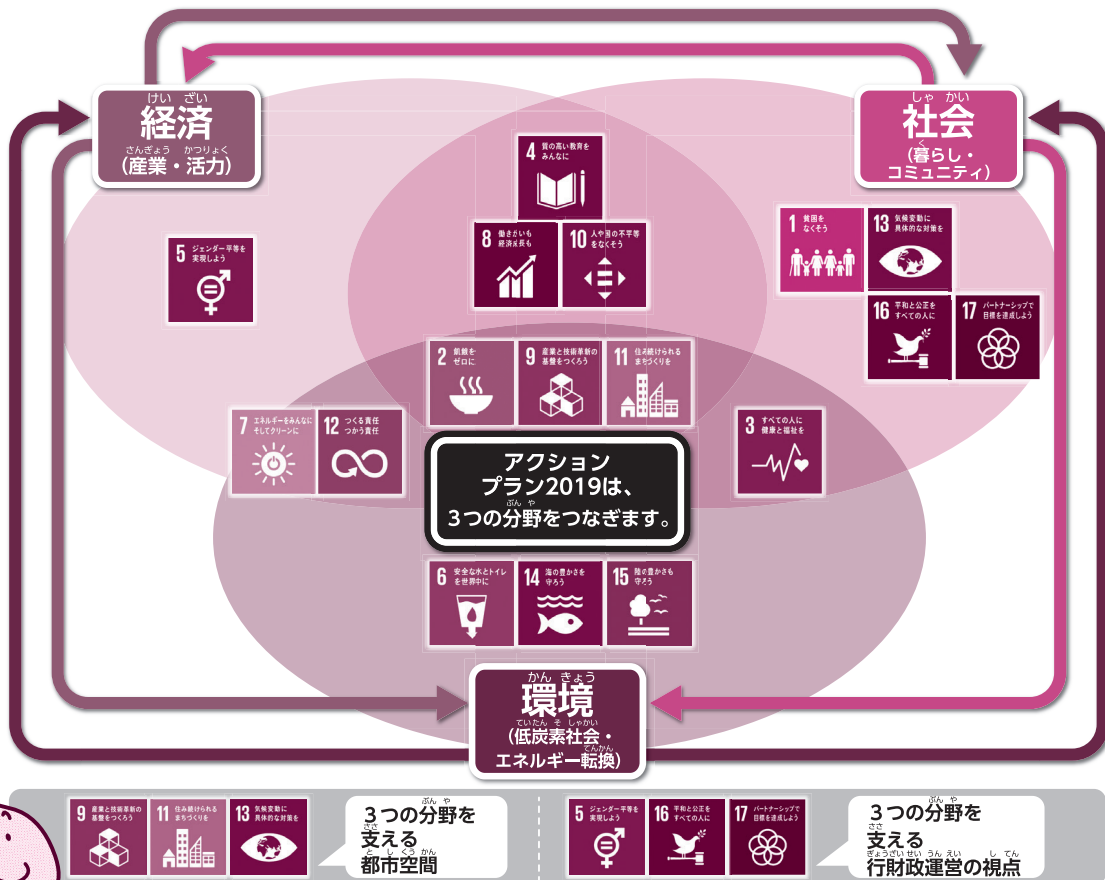 けい ざい
経済
さんぎょう かつりょく
(産業・活力)
しゃ かい
社会
く
(暮らし・
コミュニティ)
4 質の高い教育を
みんなに
8 働きがいも
経済成長も
10 人や国の不平等
をなくそう
5 ジェンダー平等を
実現しよう
1 貧困を
なくそう
13 気候変動に
具体的な対策を
16 平和と公正を
すべての人に
17 パートナーシップで
目標を達成しよう
2 飢餓を
ゼロに
9 産業と技術革新の
基盤をつくろう
11 住み続けられる
まちづくりを
7 エネルギーをみんなに
そしてクリーンに
12 つくる責任
つかう責任
3 すべての人に
健康と福祉を
アクション
プラン2019は、
ぶん や
3つの分野をつなぎます。
6 安全な水とトイレ
を世界中に
14 海の豊かさを
守ろう
15 陸の豊かさも
守ろう
かん きょう
環境
ていたん そ しゃかい
(低炭素社会・
てんかん
エネルギー転換)
9 産業と技術革新の
基盤をつくろう
11 住み続けられる
まちづくりを
13 気候変動に
具体的な対策を
ぶん や
3つの分野を
ささ
支える
と し くう かん
都市空間
5 ジェンダー平等を
実現しよう
16 平和と公正を
すべての人に
17 パートナーシップで
目標を達成しよう
ぶん や
3つの分野を
ささ
支える
ぎょうざいせい うん えい し てん
行財政運営の視点